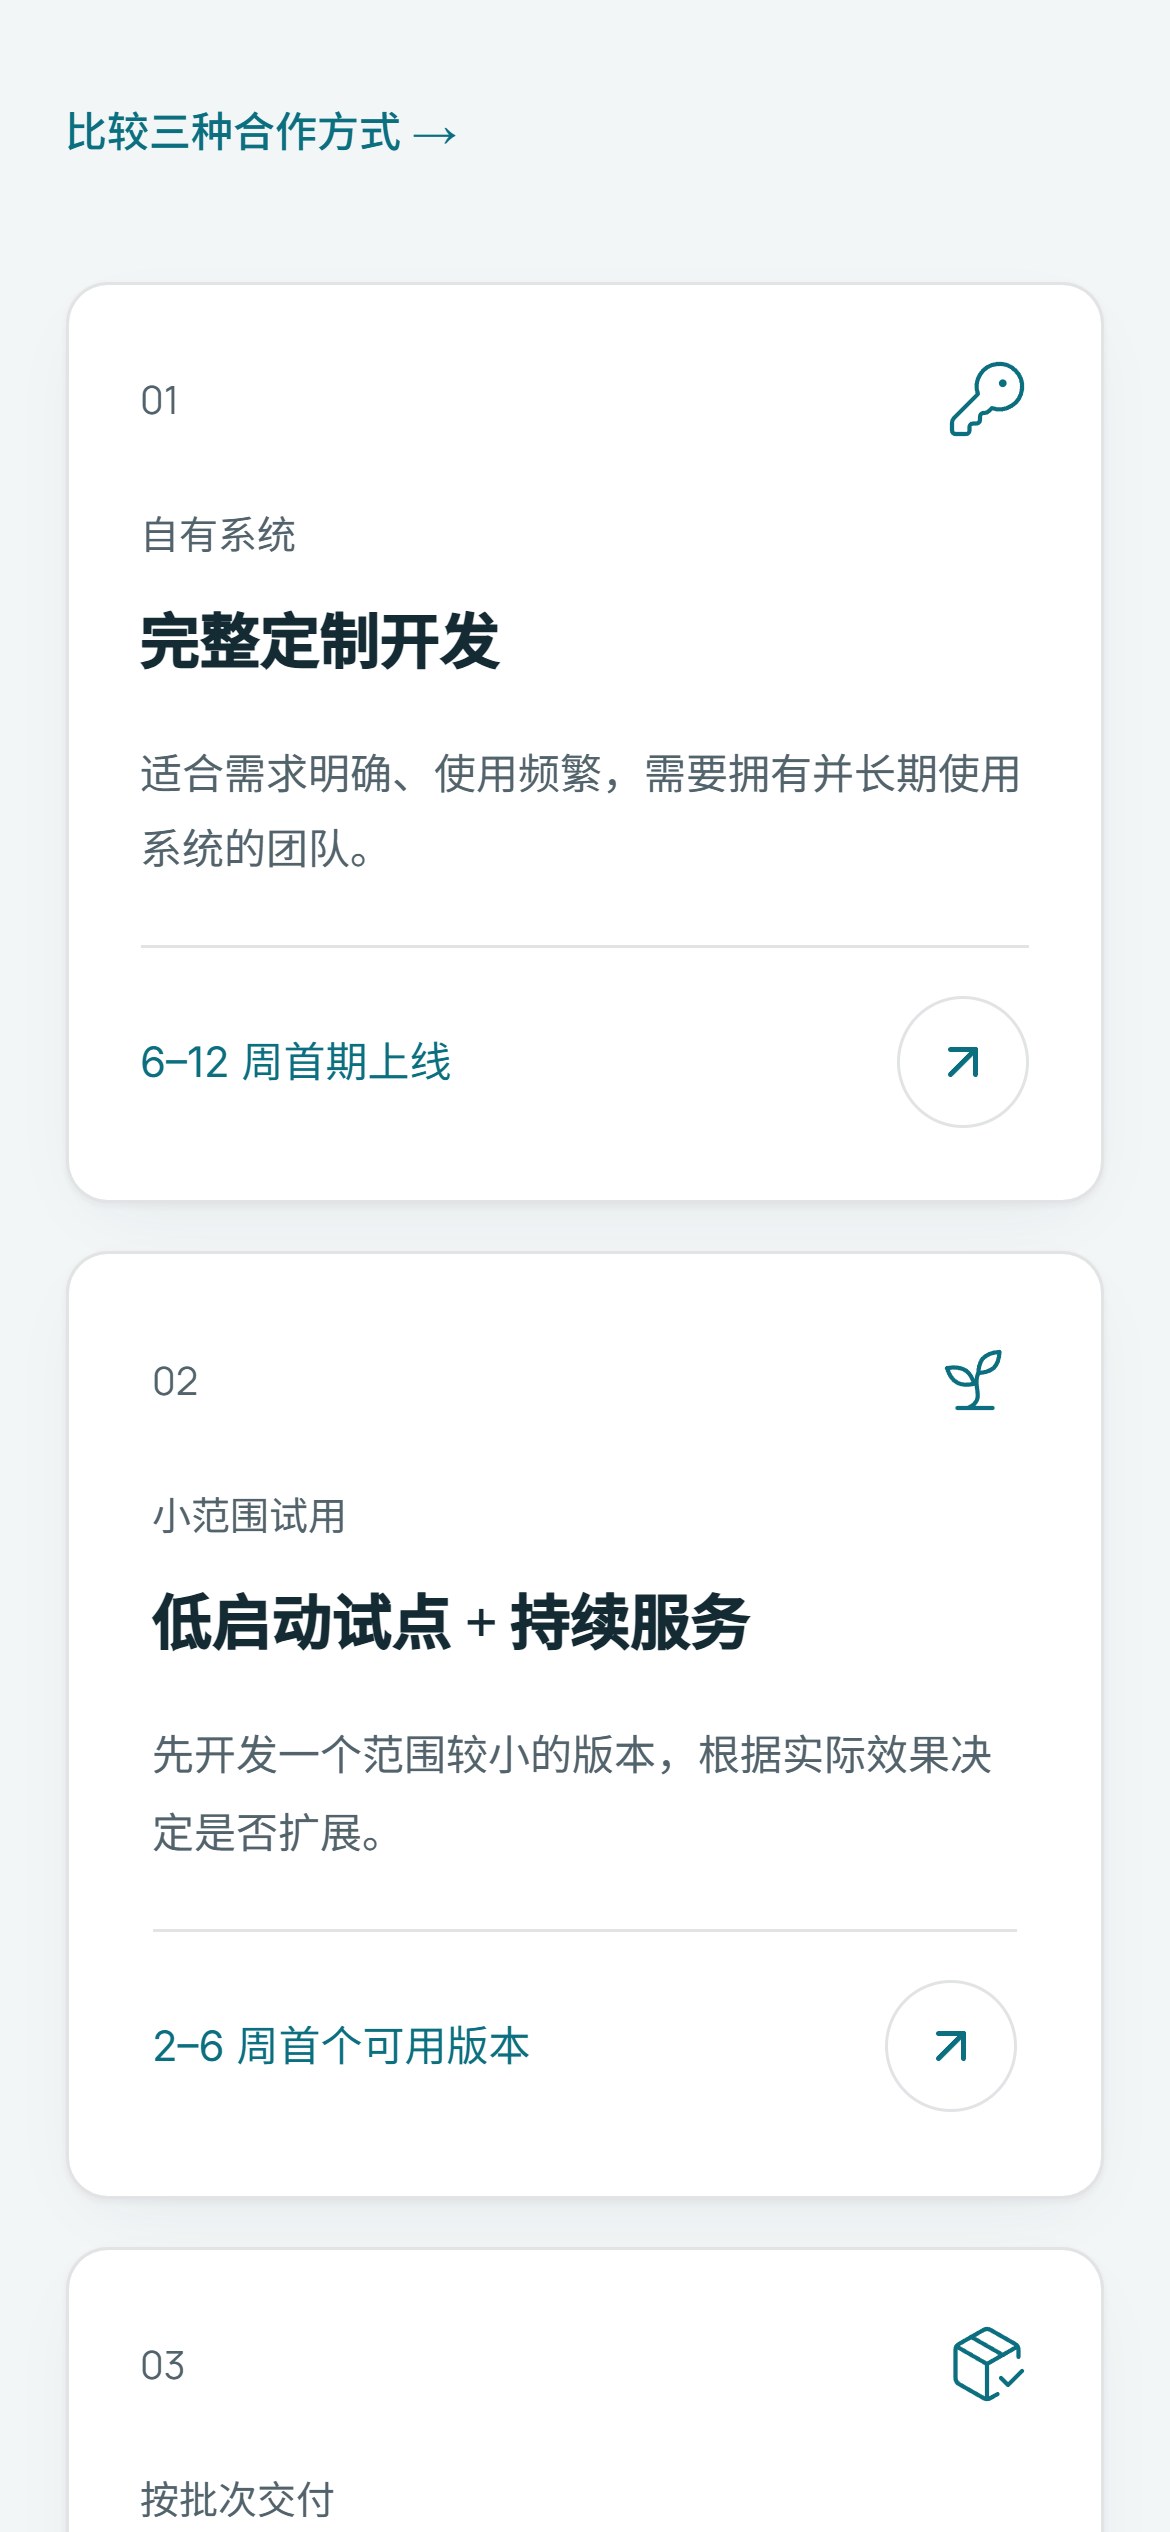 比较三种合作方式 →
01
自有系统
完整定制开发
适合需求明确、使用频繁，需要拥有并长期使用
系统的团队。
6–12 周首期上线
02
小范围试用
低启动试点 + 持续服务
先开发一个范围较小的版本，根据实际效果决
定是否扩展。
2–6 周首个可用版本
03
按批次交付